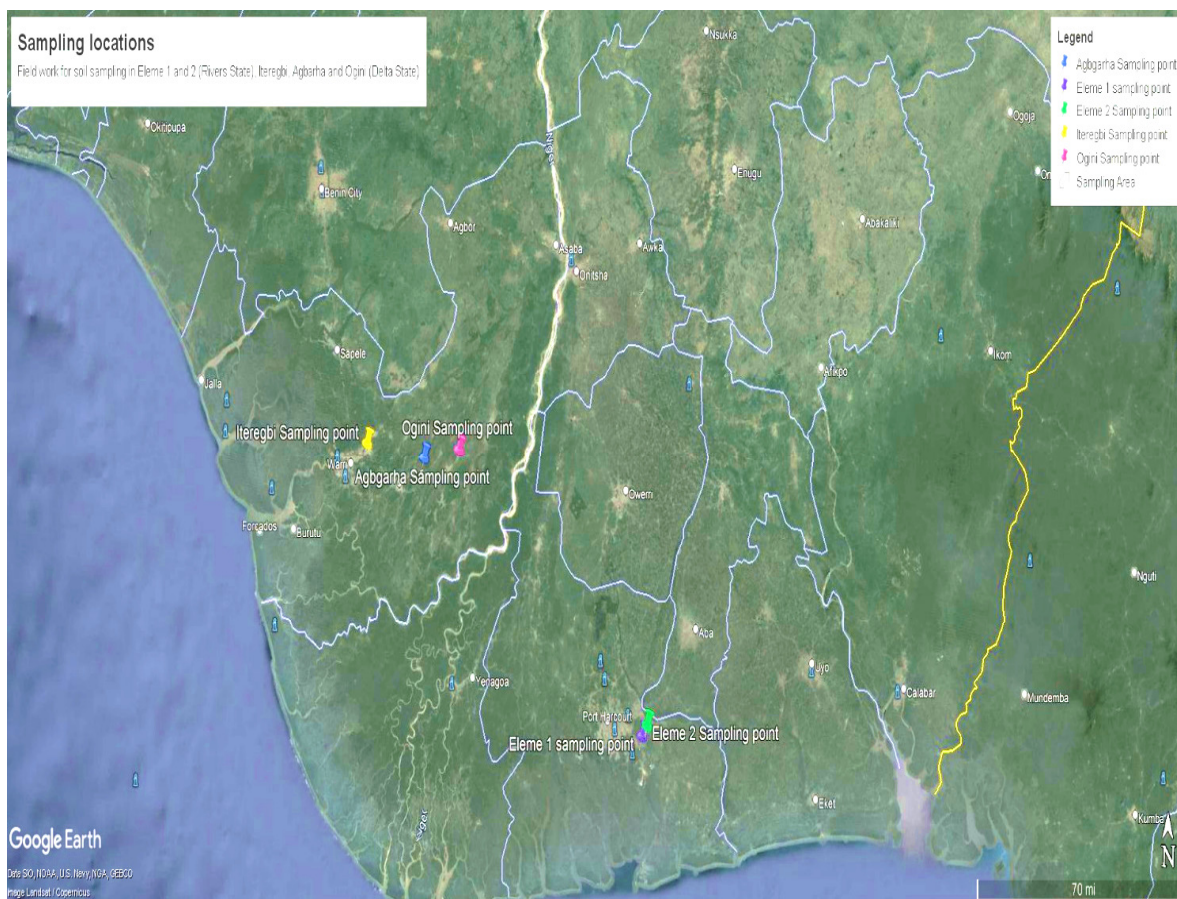 Sampling locations
Field work for soil sampling in Eleme 1 and 2 (Rivers State), Iteregbi, Agbarha and Ogini (Delta State)
Legend
Agbgarha Sampling point
Eleme 1 sampling point
Eleme 2 Sampling point
Iteregbi Sampling point
Ogini Sampling point
Sampling Area
Nsukka
Okitipupa
Ogoja
Niger
Enugu
Benin City
Abakaliki
Agbor
Asaba
Awka
Onitsha
Sapele
Ikom
Afikpo
Jalla
Iteregbi Sampling point
Ogini Sampling point
Warri
Agbgarha Sampling point
Owerri
Forcados
Burutu
Nguti
Aba
Uyo
Yenagoa
Calabar
Mundemba
Port Harcourt
Eleme 1 sampling point
Eleme 2 Sampling point
Eket
Kumba
Google Earth
N
Data SIO, NOAA, U.S. Navy, NGA, GEBCO
Image Landsat / Copernicus
70 mi